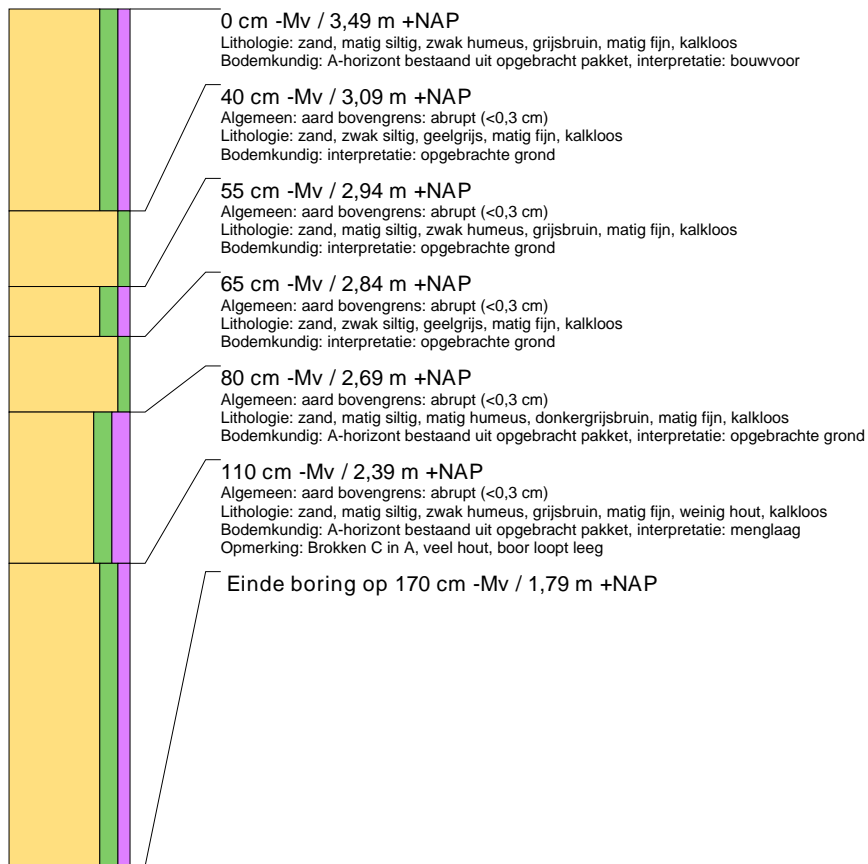 0 cm -Mv / 3,49 m +NAP
Lithologie: zand, matig siltig, zwak humeus, grijsbruin, matig fijn, kalkloos
Bodemkundig: A-horizont bestaand uit opgebracht pakket, interpretatie: bouwvoor
40 cm -Mv / 3,09 m +NAP
Algemeen: aard bovengrens: abrupt (<0,3 cm)
Lithologie: zand, zwak siltig, geelgrijs, matig fijn, kalkloos
Bodemkundig: interpretatie: opgebrachte grond
55 cm -Mv / 2,94 m +NAP
Algemeen: aard bovengrens: abrupt (<0,3 cm)
Lithologie: zand, matig siltig, zwak humeus, grijsbruin, matig fijn, kalkloos
Bodemkundig: interpretatie: opgebrachte grond
65 cm -Mv / 2,84 m +NAP
Algemeen: aard bovengrens: abrupt (<0,3 cm)
Lithologie: zand, zwak siltig, geelgrijs, matig fijn, kalkloos
Bodemkundig: interpretatie: opgebrachte grond
80 cm -Mv / 2,69 m +NAP
Algemeen: aard bovengrens: abrupt (<0,3 cm)
Lithologie: zand, matig siltig, matig humeus, donkergrijsbruin, matig fijn, kalkloos
Bodemkundig: A-horizont bestaand uit opgebracht pakket, interpretatie: opgebrachte grond
110 cm -Mv / 2,39 m +NAP
Algemeen: aard bovengrens: abrupt (<0,3 cm)
Lithologie: zand, matig siltig, zwak humeus, grijsbruin, matig fijn, weinig hout, kalkloos
Bodemkundig: A-horizont bestaand uit opgebracht pakket, interpretatie: menglaag
Opmerking: Brokken C in A, veel hout, boor loopt leeg
Einde boring op 170 cm -Mv / 1,79 m +NAP